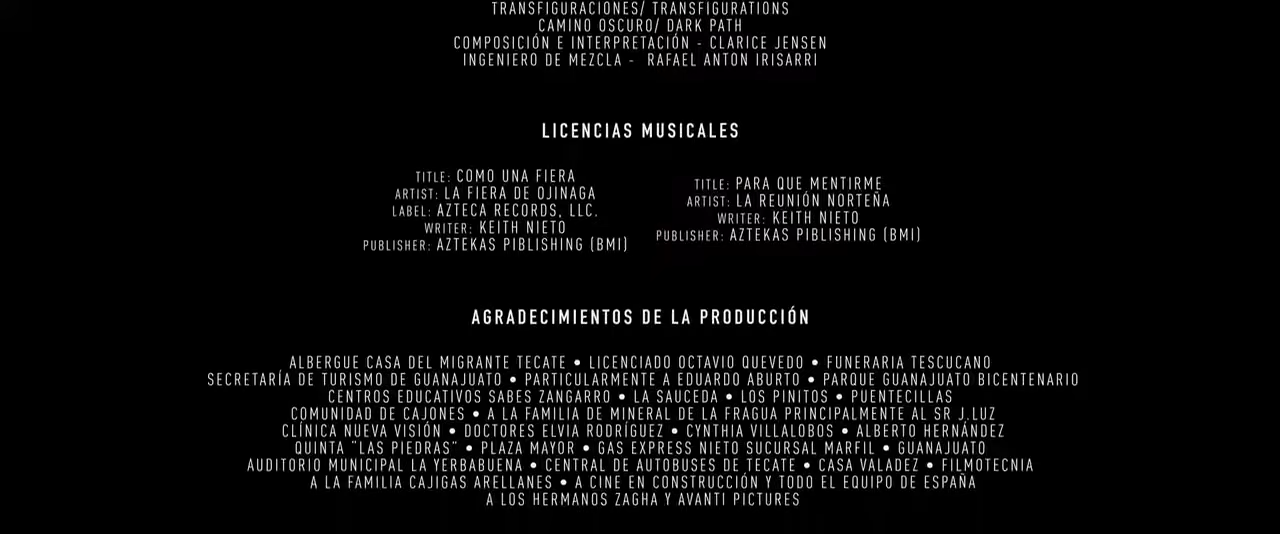 TRANSFIGURACIONES/ TRANSFIGURATIONS
CAMINO OSCURO/ DARK PATH
COMPOSICIÓN E INTERPRETACIÓN - CLARICE JENSEN
INGENIERO DE MEZCLA - RAFAEL ANTON IRISARRI
LICENCIAS MUSICALES
TITLE: COMO UNA FIERA
ARTIST: LA FIERA DE OJINAGA
LABEL: AZTECA RECORDS, LLC.
WRITER: KEITH NIETO
PUBLISHER: AZTEKAS PIBLISHING (BMI)
TITLE: PARA QUE MENTIRME
ARTIST: LA REUNIÓN NORTEÑA
WRITER: KEITH NIETO
PUBLISHER: AZTEKAS PIBLISHING (BMI)
AGRADECIMIENTOS DE LA PRODUCCIÓN
ALBERGUE CASA DEL MIGRANTE TECATE • LICENCIADO OCTAVIO QUEVEDO • FUNERARIA TESCUCANO
SECRETARÍA DE TURISMO DE GUANAJUATO • PARTICULARMENTE A EDUARDO ABURTO • PARQUE GUANAJUATO BICENTENARIO
CENTROS EDUCATIVOS SABES ZANGARRO • LA SAUCEDA • LOS PINITOS • PUENTECILLAS
COMUNIDAD DE CAJONES • A LA FAMILIA DE MINERAL DE LA FRAGUA PRINCIPALMENTE AL SR J.LUZ
CLÍNICA NUEVA VISIÓN • DOCTORES ELVIA RODRÍGUEZ • CYNTHIA VILLALOBOS • ALBERTO HERNÁNDEZ
QUINTA "LAS PIEDRAS" • PLAZA MAYOR • GAS EXPRESS NIETO SUCURSAL MARFIL • GUANAJUATO
AUDITORIO MUNICIPAL LA YERBABUENA • CENTRAL DE AUTOBUSES DE TECATE • CASA VALADEZ • FILMOTECNIA
A LA FAMILIA CAJIGAS ARELLANES • A CINE EN CONSTRUCCIÓN Y TODO EL EQUIPO DE ESPAÑA
A LOS HERMANOS ZAGHA Y AVANTI PICTURES